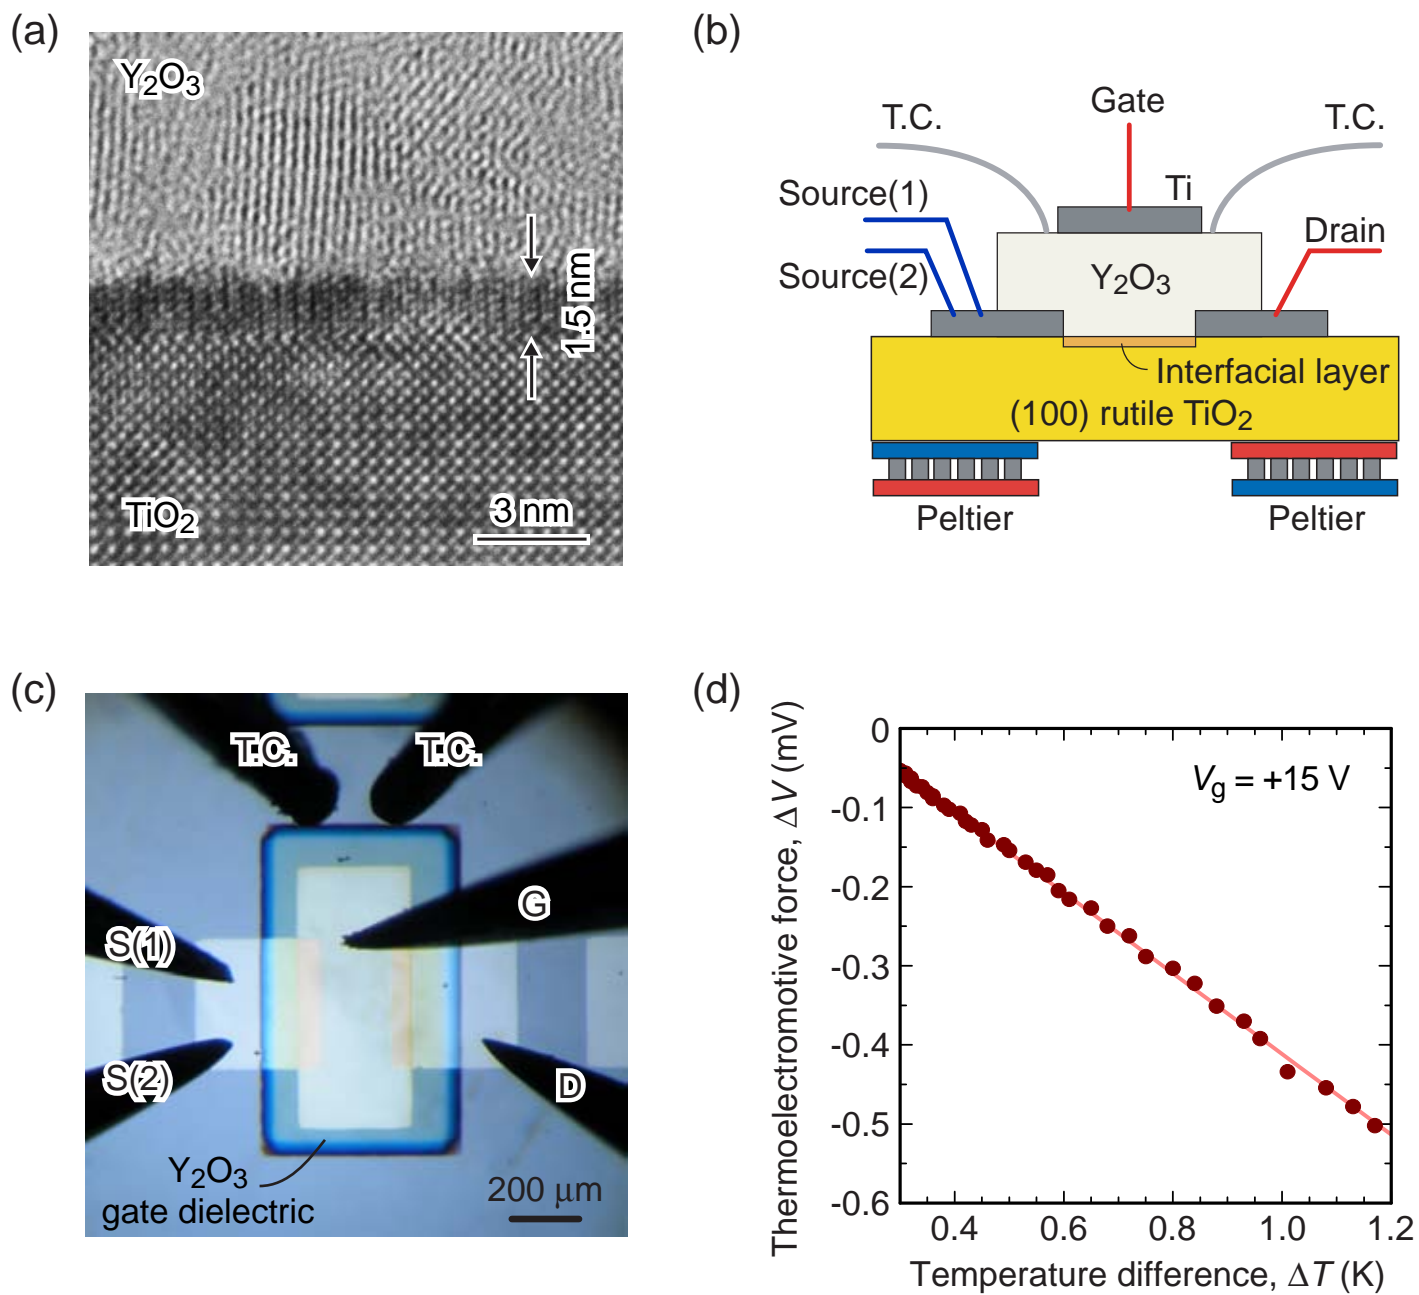 (a)
Y₂O₃
1.5 nm
TiO₂
3 nm
(b)
Gate
T.C.
T.C.
Source(1)
Ti
Source(2)
Drain
Y₂O₃
Interfacial layer
(100) rutile TiO₂
Peltier
Peltier
(c)
T.C.
T.C.
G
S(1)
S(2)
D
Y₂O₃
gate dielectric
200 μm
(d)
Thermoelectromotive force, ΔV (mV)
0
-0.1
-0.2
-0.3
-0.4
-0.5
-0.6
Vg = +15 V
0.4
0.6
0.8
1.0
1.2
Temperature difference, ΔT (K)